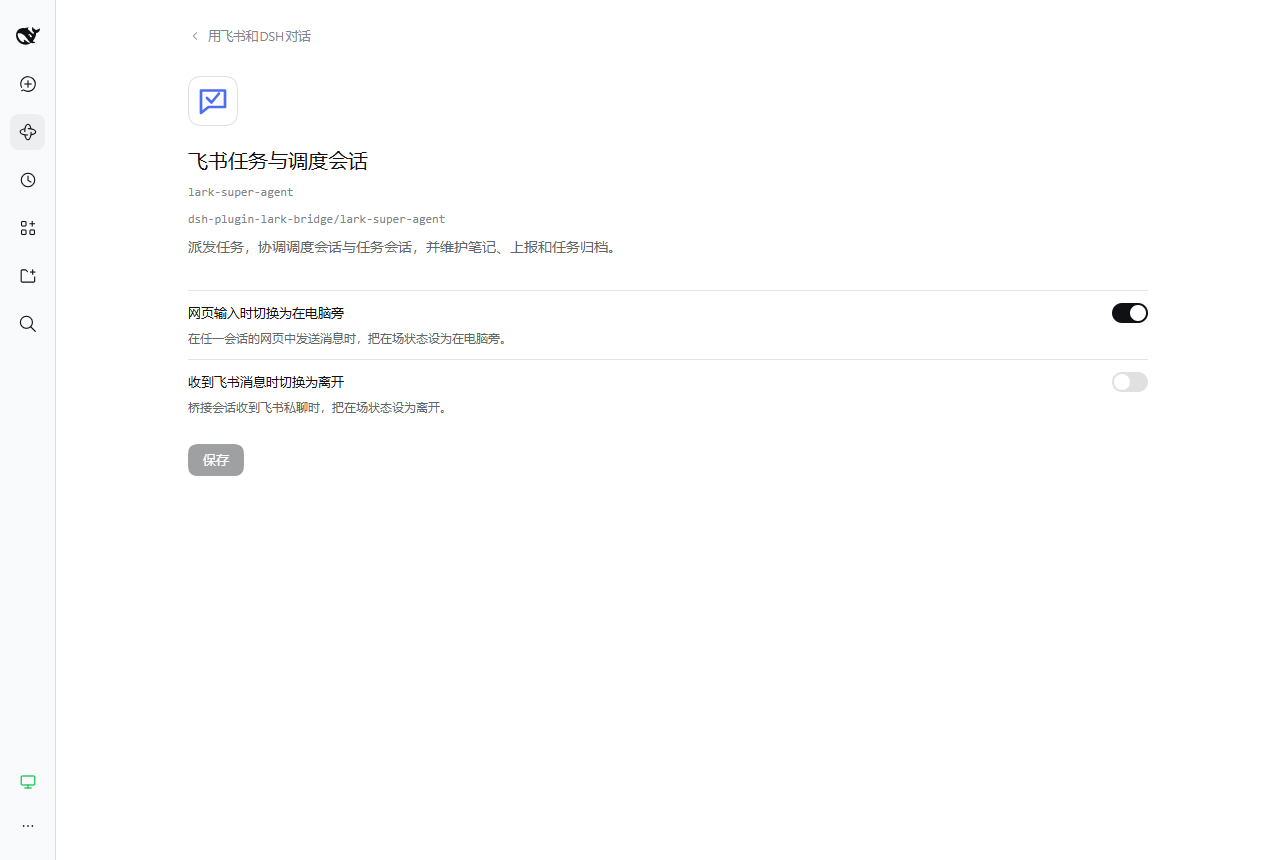 用飞书和DSH对话
飞书任务与调度会话
lark-super-agent
dsh-plugin-lark-bridge/lark-super-agent
派发任务，协调调度会话与任务会话，并维护笔记、上报和任务归档。
网页输入时切换为在电脑旁
在任一会话的网页中发送消息时，把在场状态设为在电脑旁。
收到飞书消息时切换为离开
桥接会话收到飞书私聊时，把在场状态设为离开。
保存